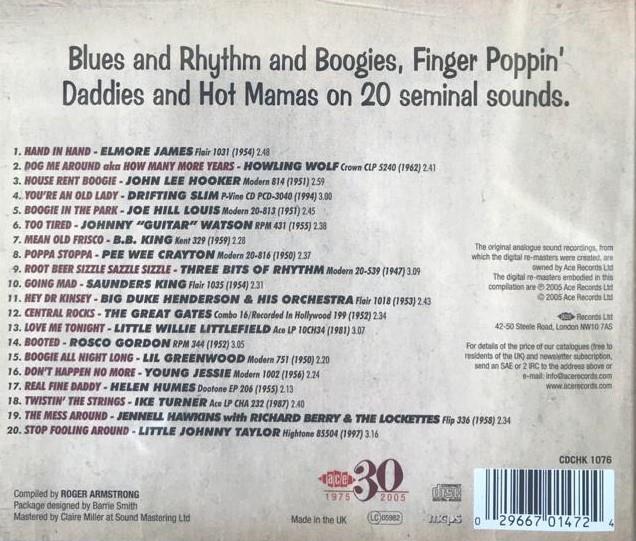 Blues and Rhythm and Boogies, Finger Poppin'
Daddies and Hot Mamas on 20 seminal sounds.
1. HAND IN HAND - ELMORE JAMES Flair 1031 (1954) 2.48
2. DOG ME AROUND aka HOW MANY MORE YEARS - HOWLING WOLF Crown CLP 5240 (1962) 2.41
3. HOUSE RENT BOOGIE - JOHN LEE HOOKER Modern 814 (1951) 2.59
4. YOU'RE AN OLD LADY - DRIFTING SLIM P-Vine CD PCD-3040 (1994) 3.00
5. BOOGIE IN THE PARK - JOE HILL LOUIS Modern 20-813 (1951) 2.45
6. TOO TIRED - JOHNNY "GUITAR" WATSON RPM 431 (1955) 2.38
7. MEAN OLD FRISCO - B.B. KING Kent 329 (1959) 2.28
8. POPPA STOPPA - PEE WEE CRAYTON Modern 20-816 (1950) 2.37
9. ROOT BEER SIZZLE SAZZLE SIZZLE - THREE BITS OF RHYTHM Modern 20-539 (1947) 3.09
10. GOING MAD - SAUNDERS KING Flair 1035 (1954) 2.31
11. HEY DR KINSEY - BIG DUKE HENDERSON & HIS ORCHESTRA Flair 1018 (1953) 2.43
12. CENTRAL ROCKS - THE GREAT GATES Combo 16/Recorded In Hollywood 199 (1952) 2.34
13. LOVE ME TONIGHT - LITTLE WILLIE LITTLEFIELD Ace LP 10CH34 (1981) 3.07
14. BOOTED - ROSCO GORDON RPM 344 (1952) 3.05
15. BOOGIE ALL NIGHT LONG - LIL GREENWOOD Modern 751 (1950) 2.20
16. DON'T HAPPEN NO MORE - YOUNG JESSIE Modern 1002 (1956) 2.24
17. REAL FINE DADDY - HELEN HUMES Dootone EP 206 (1955) 2.13
18. TWISTIN' THE STRINGS - IKE TURNER Ace LP CHA 232 (1987) 2.40
19. THE MESS AROUND - JENNELL HAWKINS with RICHARD BERRY & THE LOCKETTES Flip 336 (1958) 2.34
20. STOP FOOLING AROUND - LITTLE JOHNNY TAYLOR Hightone 85504 (1997) 3.16
The original analogue sound recordings, from
which the digital re-masters were created, are
owned by Ace Records Ltd
The digital re-masters embodied in this
compilation are ℗ 2005 Ace Records Ltd
© 2005 Ace Records Ltd
Records Ltd
42-50 Steele Road, London NW10 7AS
For details of the price of our catalogues (free to
residents of the UK) and newsletter subscription,
send an SAE or 2 IRC to the address above or
e-mail: info@acerecords.com
www.acerecords.com
CDCHK 1076
Compiled by ROGER ARMSTRONG
Package designed by Barrie Smith
Mastered by Claire Miller at Sound Mastering Ltd
Made in the UK
ace 30
1975 2005
LC 05982
disc
mcps
0 29667 01472 4